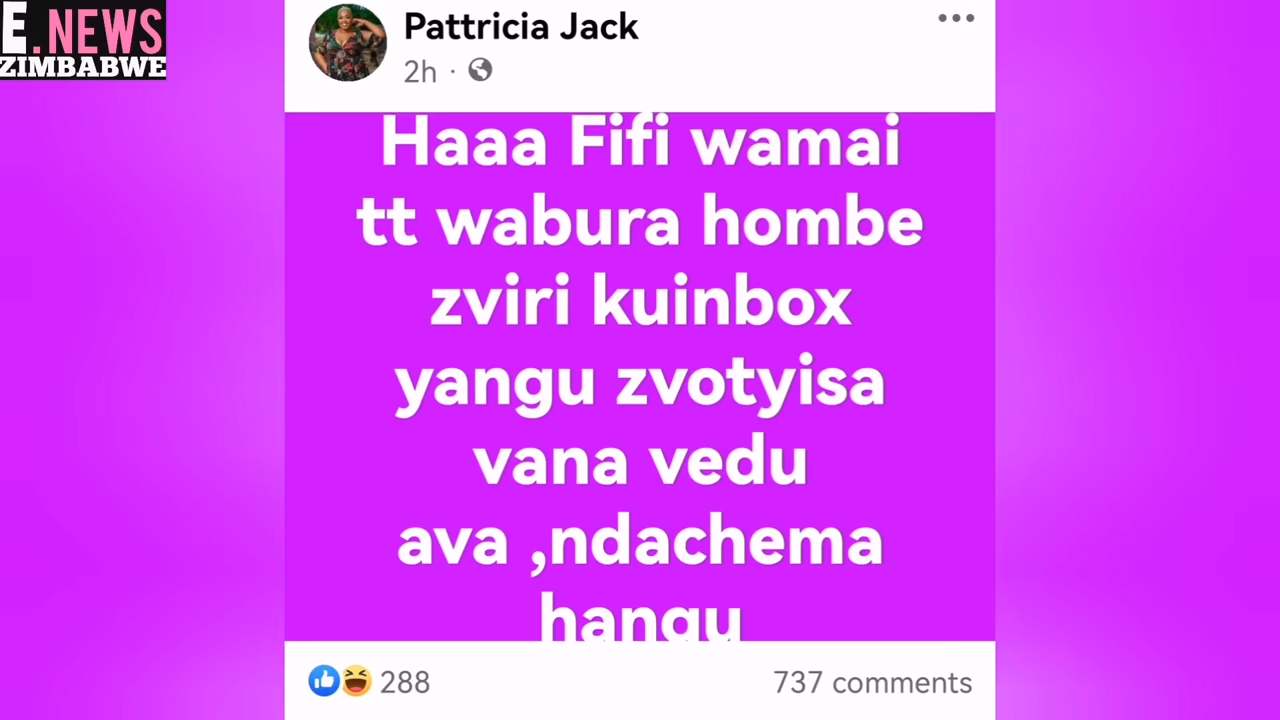 E.NEWS
ZIMBABWE
Pattricia Jack
2h ·
Haaa Fifi wamai
tt wabura hombe
zviri kuinbox
yangu zvotyisa
vana vedu
ava ,ndachema
hangu
288
737 comments